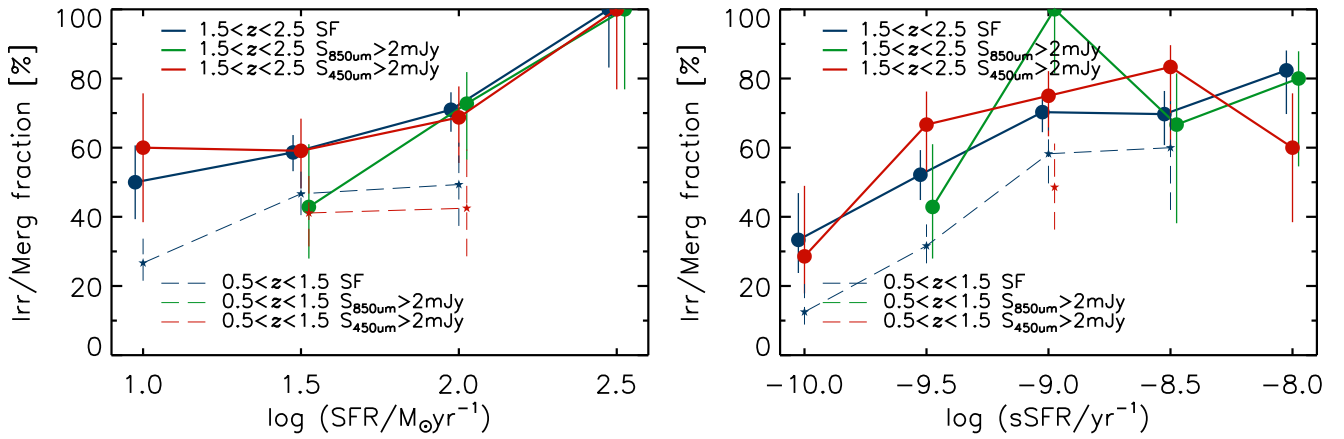 Irr/Merg fraction [%]
100
80
60
40
20
0
1.5<z<2.5 SF
1.5<z<2.5 S850um>2mJy
1.5<z<2.5 S450um>2mJy
0.5<z<1.5 SF
0.5<z<1.5 S850um>2mJy
0.5<z<1.5 S450um>2mJy
1.0 1.5 2.0 2.5
log (SFR/M⊙yr⁻¹)
Irr/Merg fraction [%]
100
80
60
40
20
0
1.5<z<2.5 SF
1.5<z<2.5 S850um>2mJy
1.5<z<2.5 S450um>2mJy
0.5<z<1.5 SF
0.5<z<1.5 S850um>2mJy
0.5<z<1.5 S450um>2mJy
−10.0 −9.5 −9.0 −8.5 −8.0
log (sSFR/yr⁻¹)